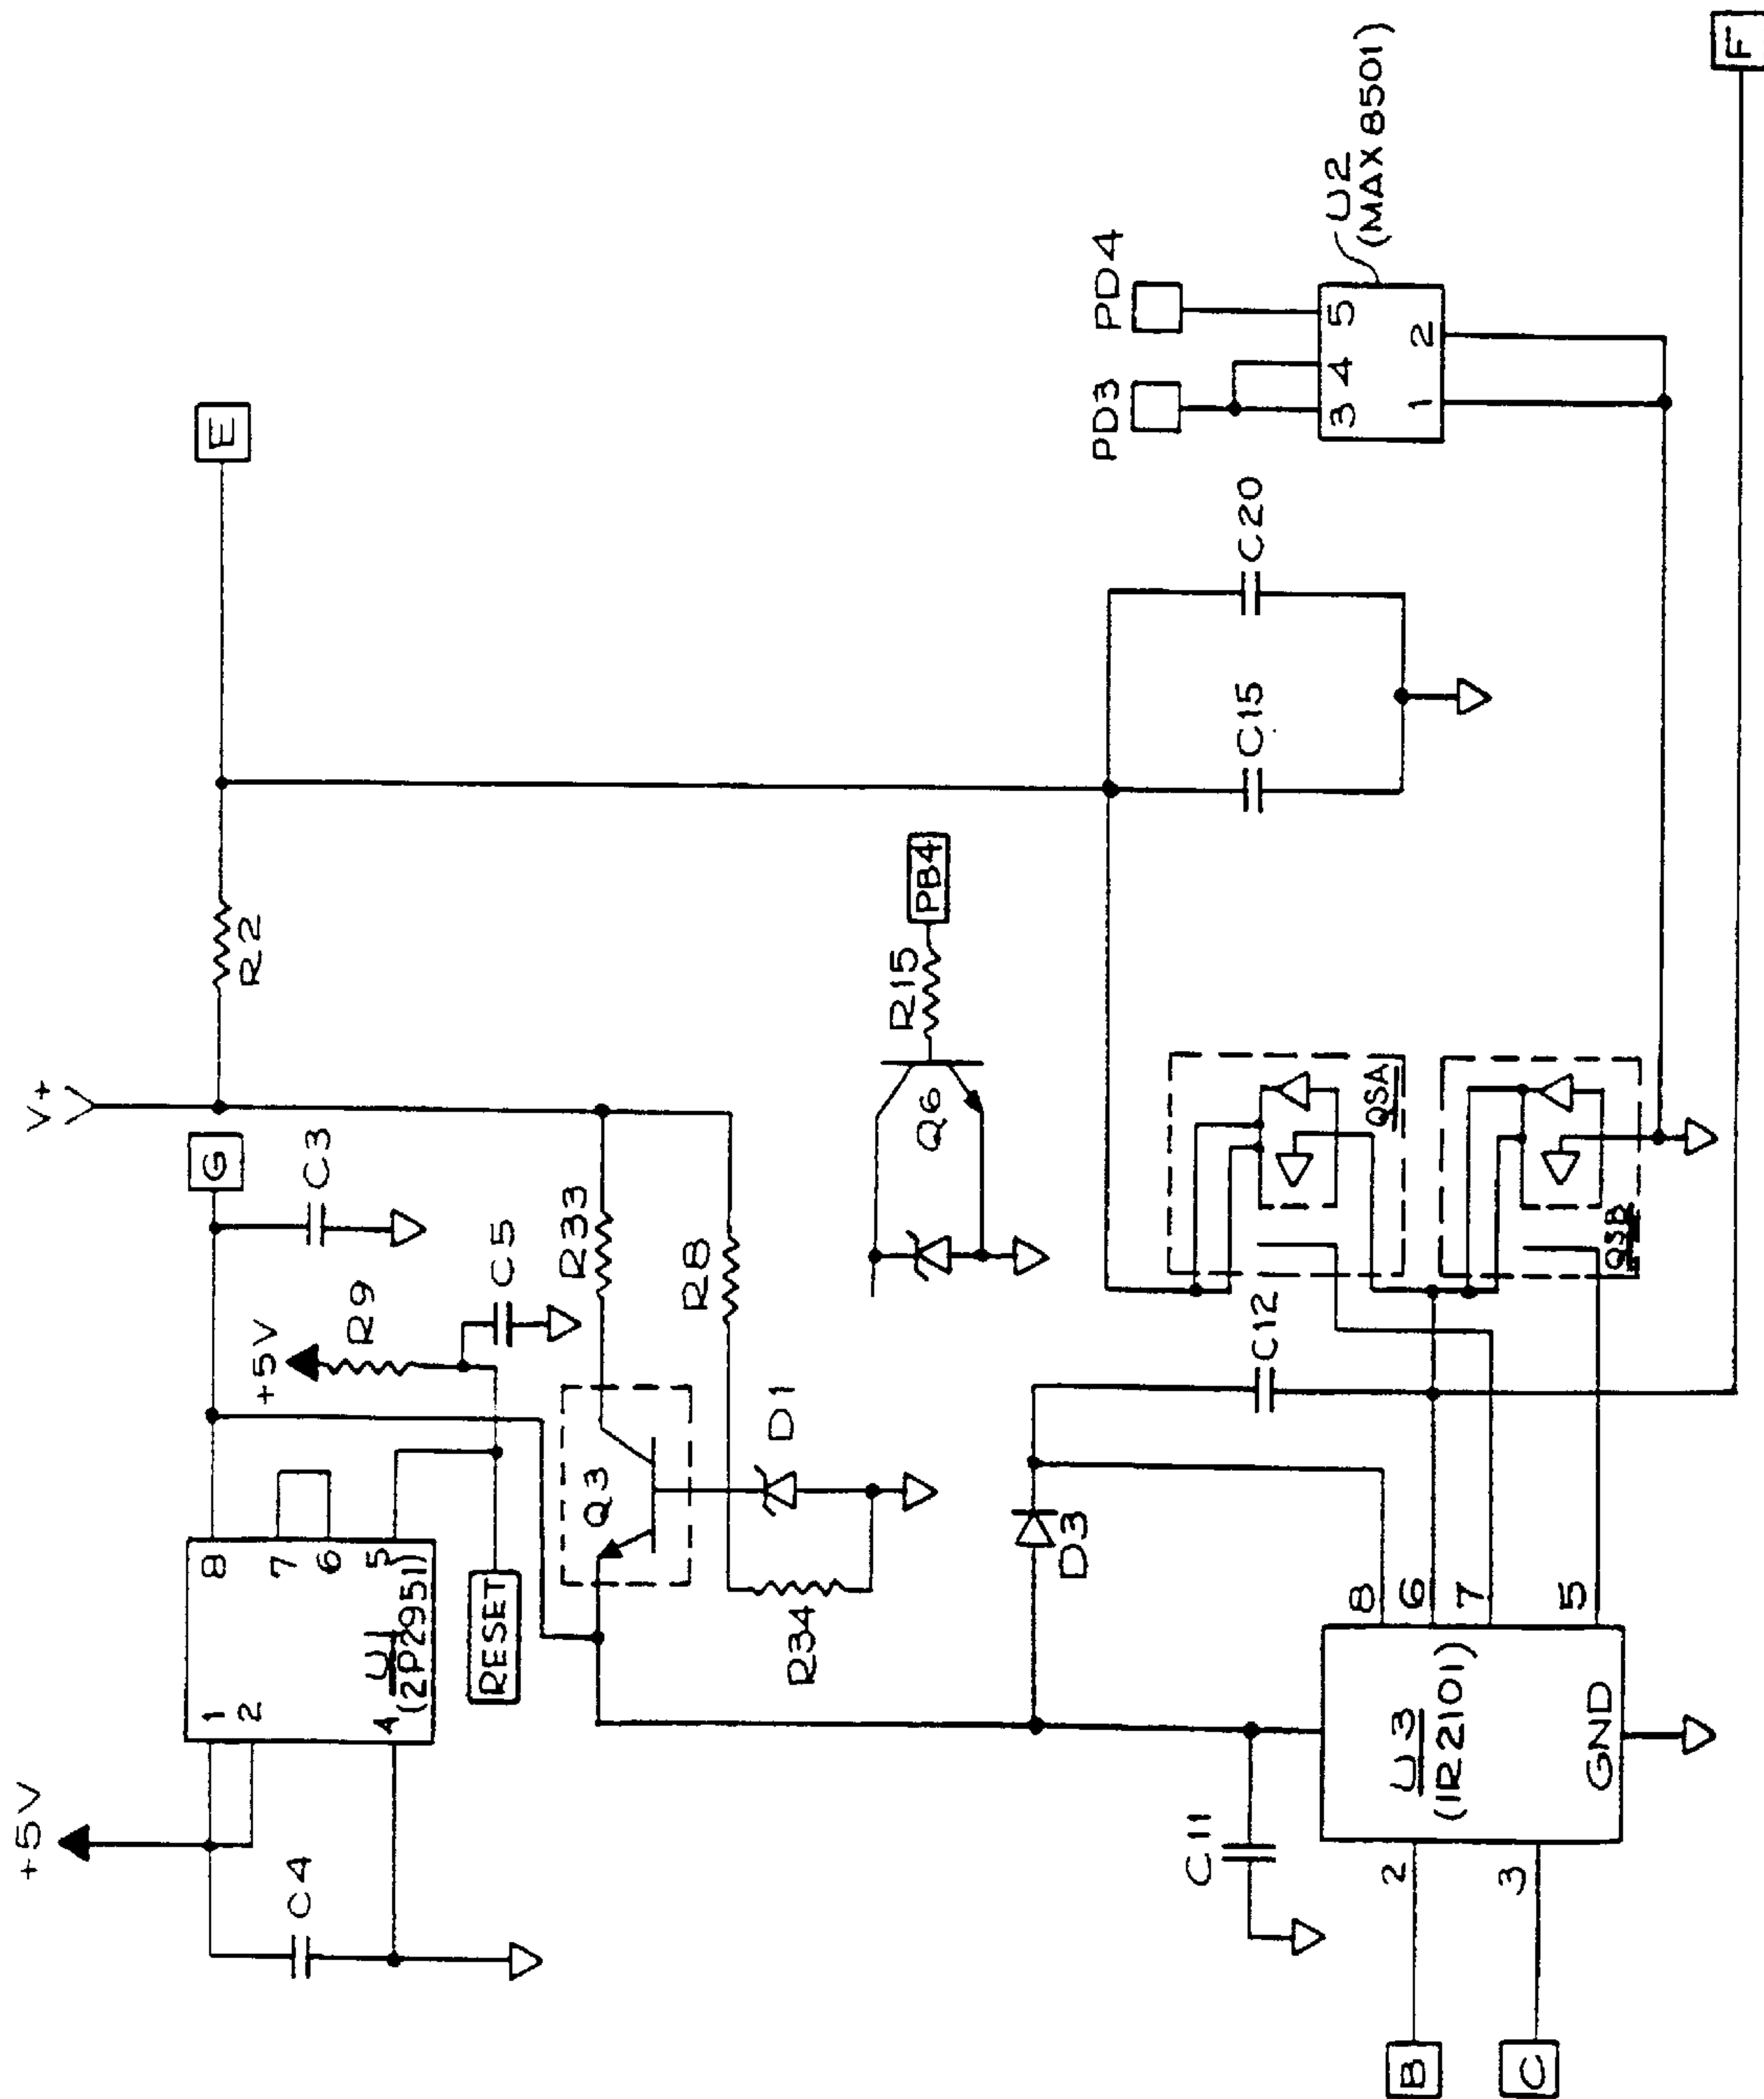 +5V
C4
1
2
4
8
7
6
5
U1
(2P2951)
RESET
+5V
R9
C5
G
C3
V+
R2
E
Q3
R233
R8
D1
R34
Q6
R15
PB4
D3
C12
C11
C15
C20
PD3
PD4
3
4
5
1
2
U2
(MAX 8501)
QSA
QSB
B
C
2
3
U3
(IR2101)
GND
8
6
7
5
F